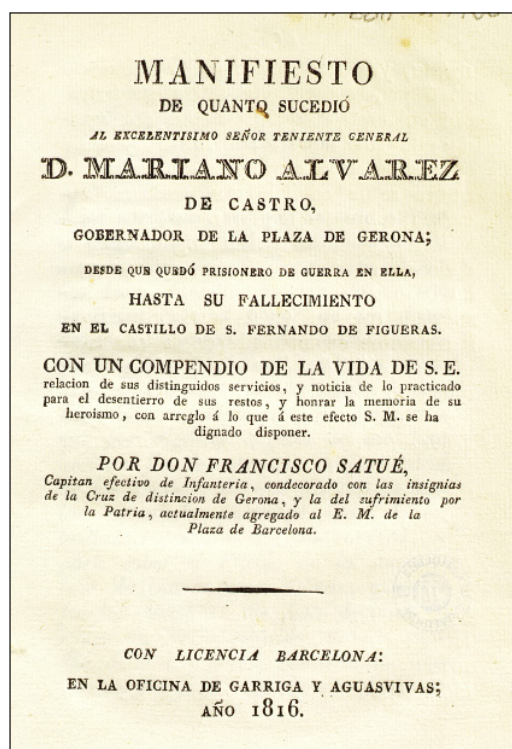 MANIFIESTO
DE QUANTO SUCEDIÓ
AL EXCELENTISIMO SEÑOR TENIENTE GENERAL
D. MARIANO ALVAREZ
DE CASTRO,
GOBERNADOR DE LA PLAZA DE GERONA;
DESDE QUE QUEDÓ PRISIONERO DE GUERRA EN ELLA,
HASTA SU FALLECIMIENTO
EN EL CASTILLO DE S. FERNANDO DE FIGUERAS.
CON UN COMPENDIO DE LA VIDA DE S. E.
relacion de sus distinguidos servicios, y noticia de lo practicado
para el desentierro de sus restos, y honrar la memoria de su
heroismo, con arreglo á lo que á este efecto S. M. se ha
dignado disponer.
POR DON FRANCISCO SATUÉ,
Capitan efectivo de Infanteria, condecorado con las insignias
de la Cruz de distincion de Gerona, y la del sufrimiento por
la Patria, actualmente agregado al E. M. de la
Plaza de Barcelona.
CON LICENCIA BARCELONA:
EN LA OFICINA DE GARRIGA Y AGUASVIVAS;
AÑO 1816.